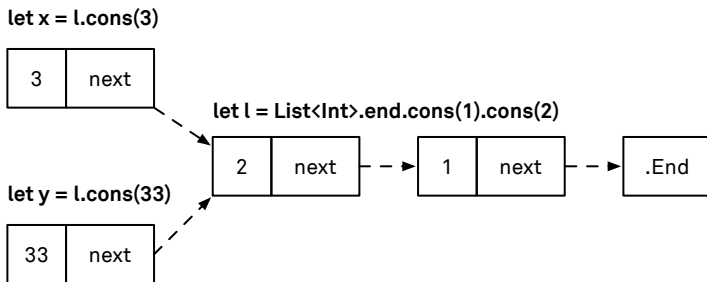 let x = l.cons(3)
3 next
let l = List<Int>.end.cons(1).cons(2)
2 next 1 next .End
let y = l.cons(33)
33 next